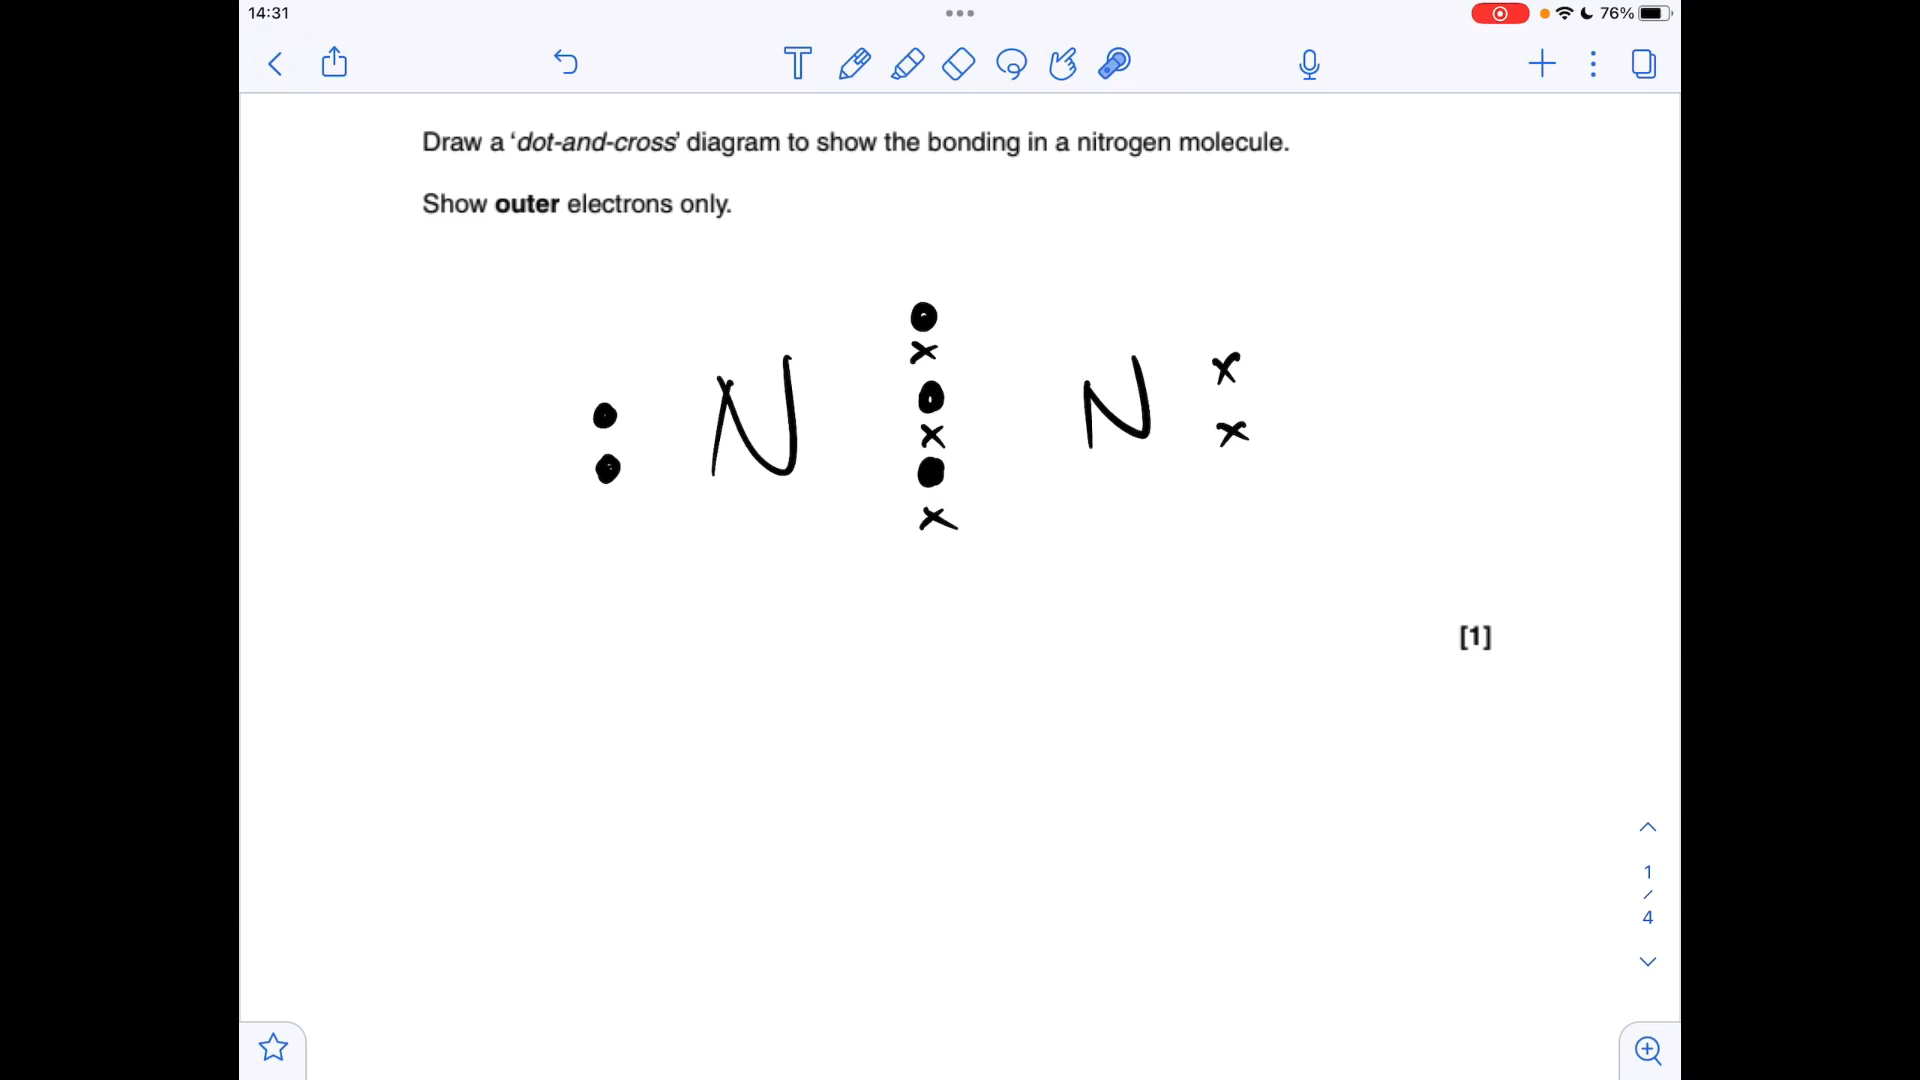 14:31
76%
Draw a ‘dot-and-cross’ diagram to show the bonding in a nitrogen molecule.
Show outer electrons only.
N N
[1]
1
/
4